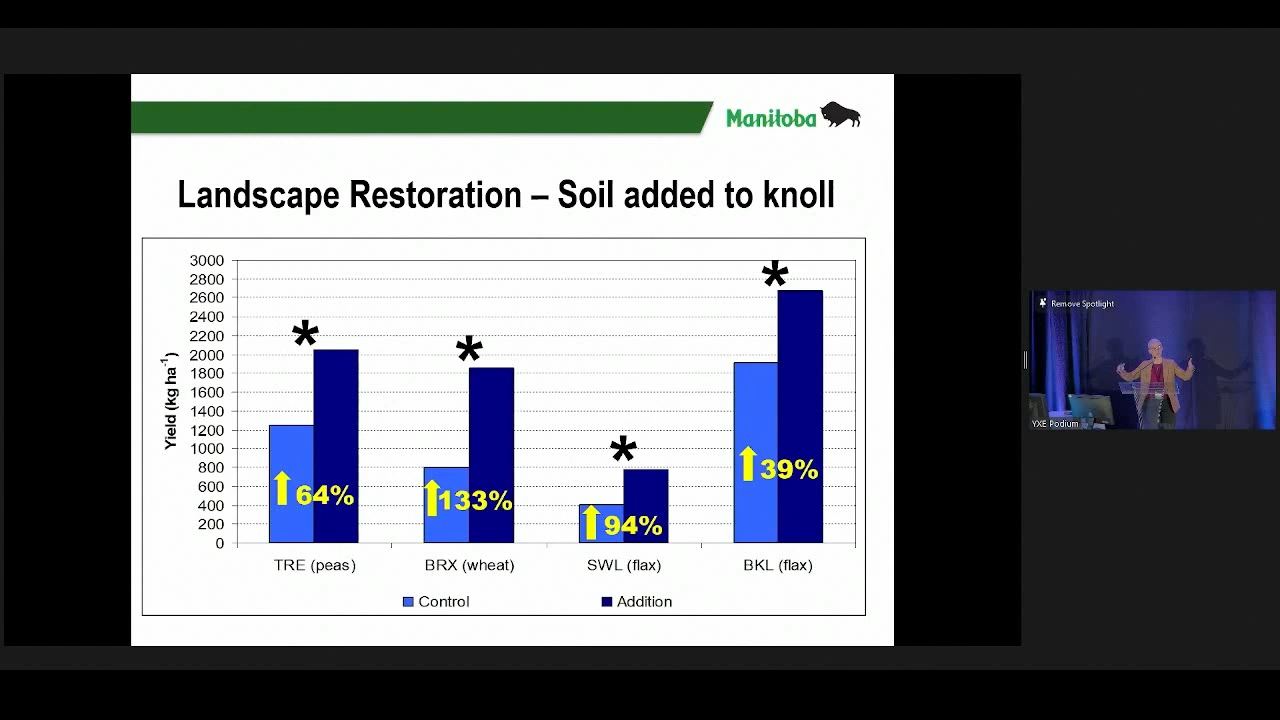 Manitoba
Landscape Restoration – Soil added to knoll
Yield (kg ha-1)
3000
2800
2600
2400
2200
2000
1800
1600
1400
1200
1000
800
600
400
200
0
*
*
*
*
64%
133%
94%
39%
TRE (peas)
BRX (wheat)
SWL (flax)
BKL (flax)
Control
Addition
Remove Spotlight
YXE Podium